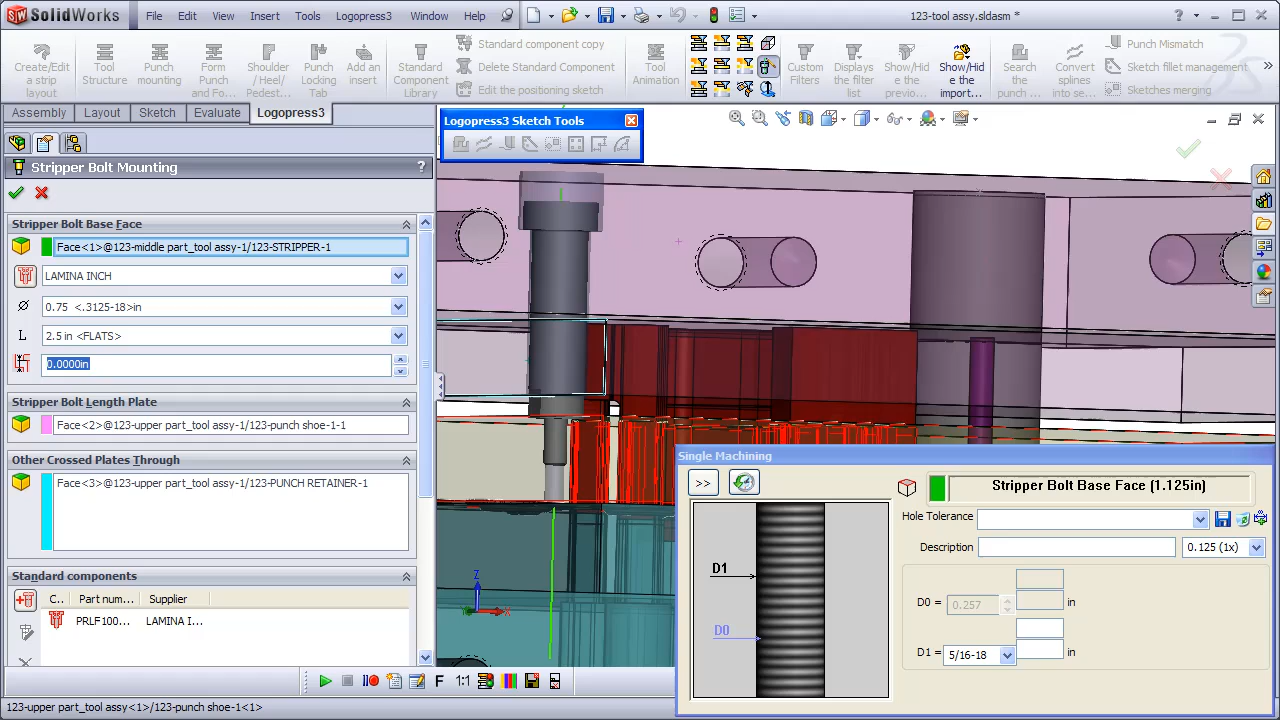 SolidWorks
File Edit View Insert Tools Logopress3 Window Help
123-tool assy.sldasm *
Create/Edit a strip layout
Tool Structure
Punch mounting
Form Punch and Fo...
Shoulder/ Heel/ Pedest...
Punch Locking
Add an insert
Standard Component Library
Standard component copy
Delete Standard Component
Edit the positioning sketch
Tool Animation
Custom Filters
Displays the filter list
Show/Hide the previo...
Show/Hide the import...
Search the punch ...
Convert splines into se...
Punch Mismatch
Sketch fillet management
Sketches merging
Assembly Layout Sketch Evaluate Logopress3
Logopress3 Sketch Tools
Stripper Bolt Mounting ?
Stripper Bolt Base Face
Face<1>@123-middle part_tool assy-1/123-STRIPPER-1
LAMINA INCH
0.75 <.3125-18>in
L 2.5 in <FLATS>
0.0000in
Stripper Bolt Length Plate
Face<2>@123-upper part_tool assy-1/123-punch shoe-1-1
Other Crossed Plates Through
Face<3>@123-upper part_tool assy-1/123-PUNCH RETAINER-1
Standard components
C.. Part num... Supplier
PRLF100... LAMINA I...
Z
X
Single Machining
>>
Stripper Bolt Base Face (1.125in)
Hole Tolerance
Description 0.125 (1x)
D1
D0
D0 = 0.257 in
D1 = 5/16-18 in
F 1:1
123-upper part_tool assy<1>/123-punch shoe-1<1>